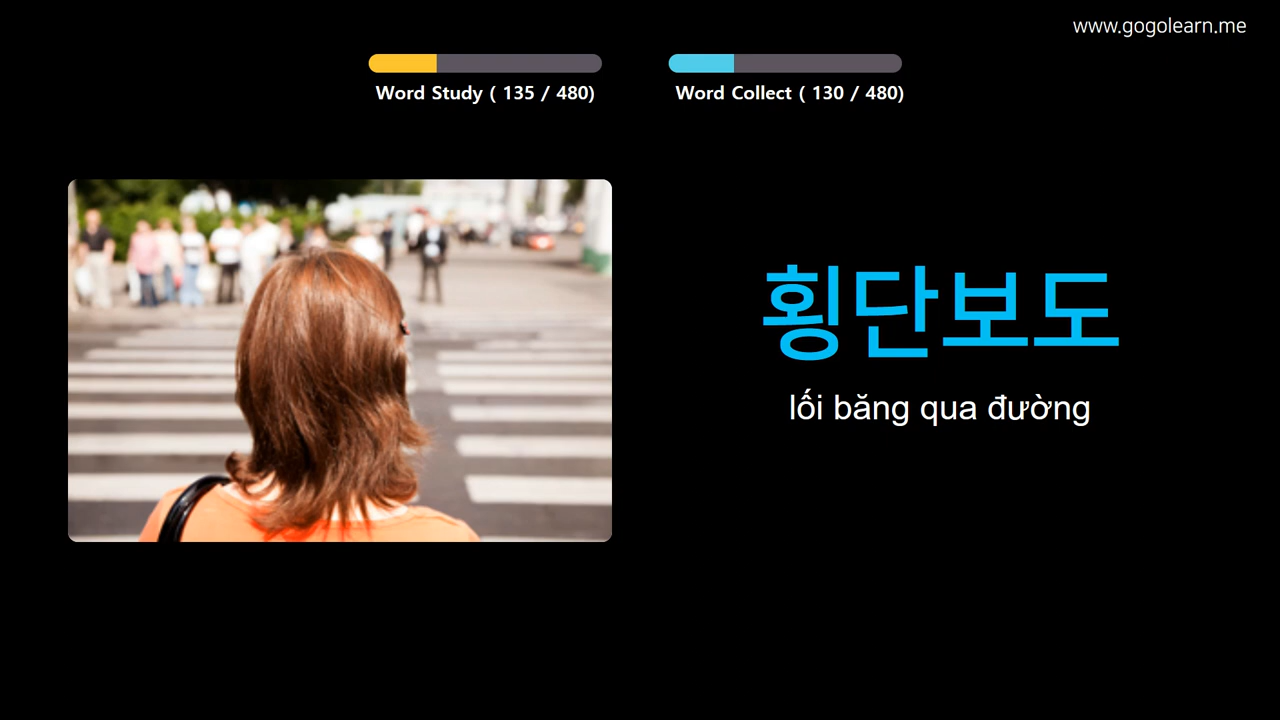 www.gogolearn.me
Word Study ( 135 / 480)
Word Collect ( 130 / 480)
횡단보도
lối băng qua đường